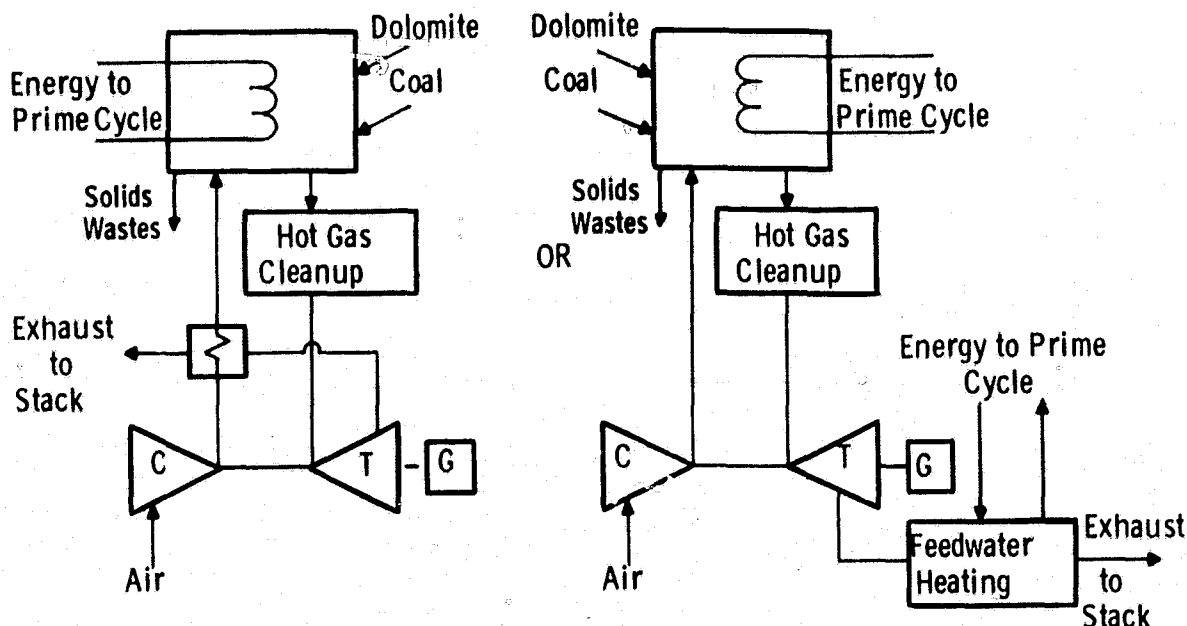 Dolomite
Coal
Energy to
Prime Cycle
Solids
Wastes
Hot Gas
Cleanup
Exhaust
to
Stack
C
T
G
Air
OR
Dolomite
Coal
Energy to
Prime Cycle
Solids
Wastes
Hot Gas
Cleanup
Energy to Prime
Cycle
C
T
G
Air
Feedwater
Heating
Exhaust
to
Stack